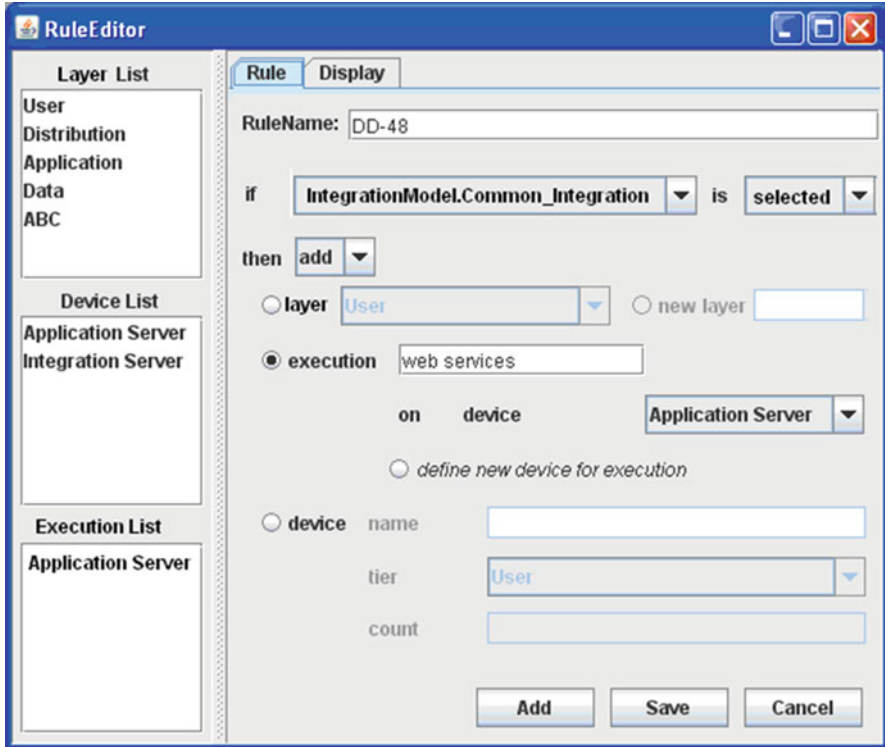 RuleEditor
Layer List
User
Distribution
Application
Data
ABC
Device List
Application Server
Integration Server
Execution List
Application Server
Rule Display
RuleName: DD-48
if IntegrationModel.Common_Integration is selected
then add
layer User new layer
execution web services
on device Application Server
define new device for execution
device name
tier User
count
Add Save Cancel